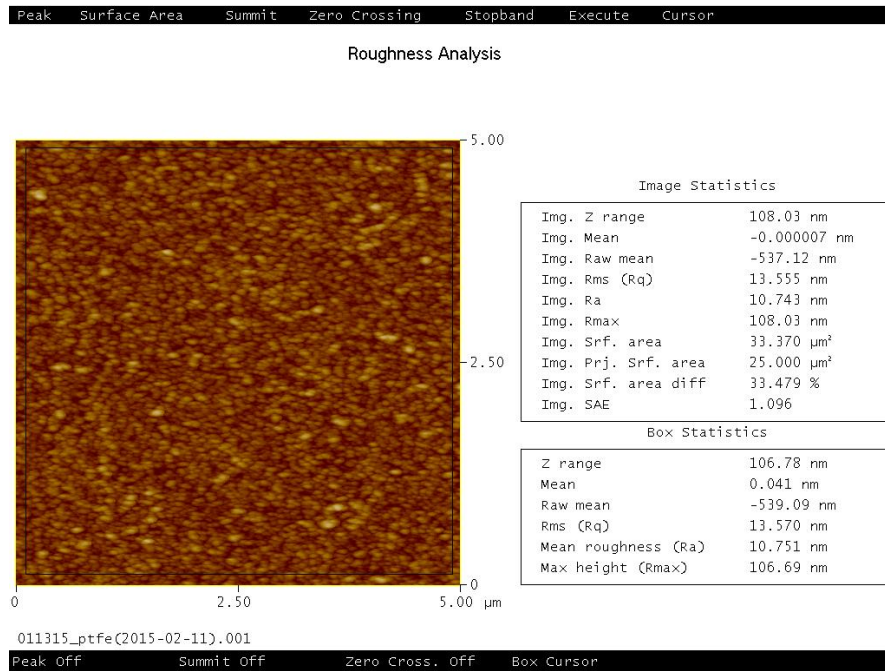 Peak Surface Area Summit Zero Crossing Stopband Execute Cursor
Roughness Analysis
5.00
2.50
0
0 2.50 5.00 µm
Image Statistics
Img. Z range 108.03 nm
Img. Mean -0.000007 nm
Img. Raw mean -537.12 nm
Img. Rms (Rq) 13.555 nm
Img. Ra 10.743 nm
Img. Rmax 108.03 nm
Img. Srf. area 33.370 µm²
Img. Prj. Srf. area 25.000 µm²
Img. Srf. area diff 33.479 %
Img. SAE 1.096
Box Statistics
Z range 106.78 nm
Mean 0.041 nm
Raw mean -539.09 nm
Rms (Rq) 13.570 nm
Mean roughness (Ra) 10.751 nm
Max height (Rmax) 106.69 nm
011315_ptfe(2015-02-11).001
Peak Off Summit Off Zero Cross. Off Box Cursor